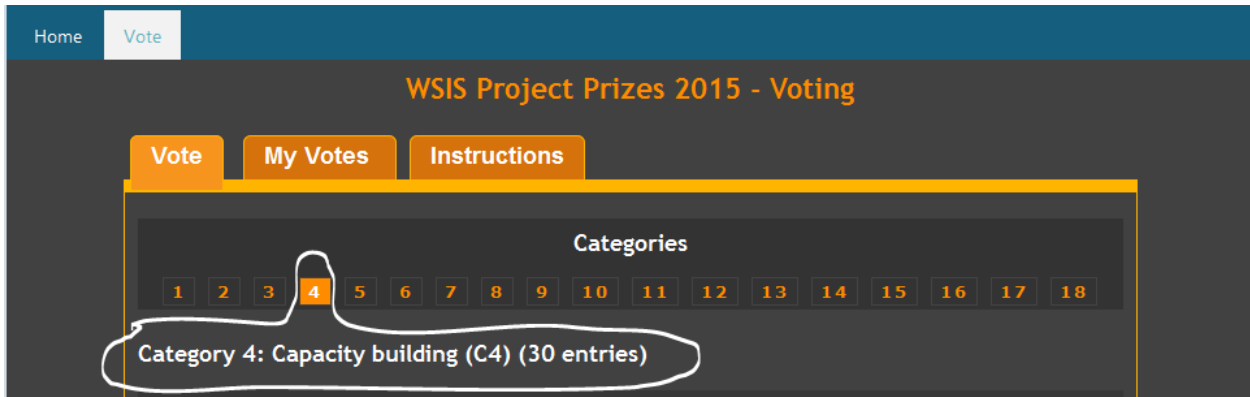 Home Vote
WSIS Project Prizes 2015 - Voting
Vote My Votes Instructions
Categories
1 2 3 4 5 6 7 8 9 10 11 12 13 14 15 16 17 18
Category 4: Capacity building (C4) (30 entries)